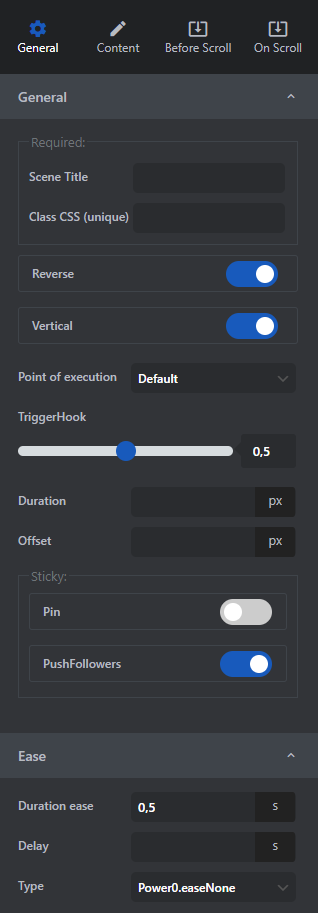 General Content Before Scroll On Scroll
General
Required:
Scene Title
Class CSS (unique)
Reverse
Vertical
Point of execution Default
TriggerHook
0,5
Duration px
Offset px
Sticky:
Pin
PushFollowers
Ease
Duration ease 0,5 s
Delay s
Type Power0.easeNone